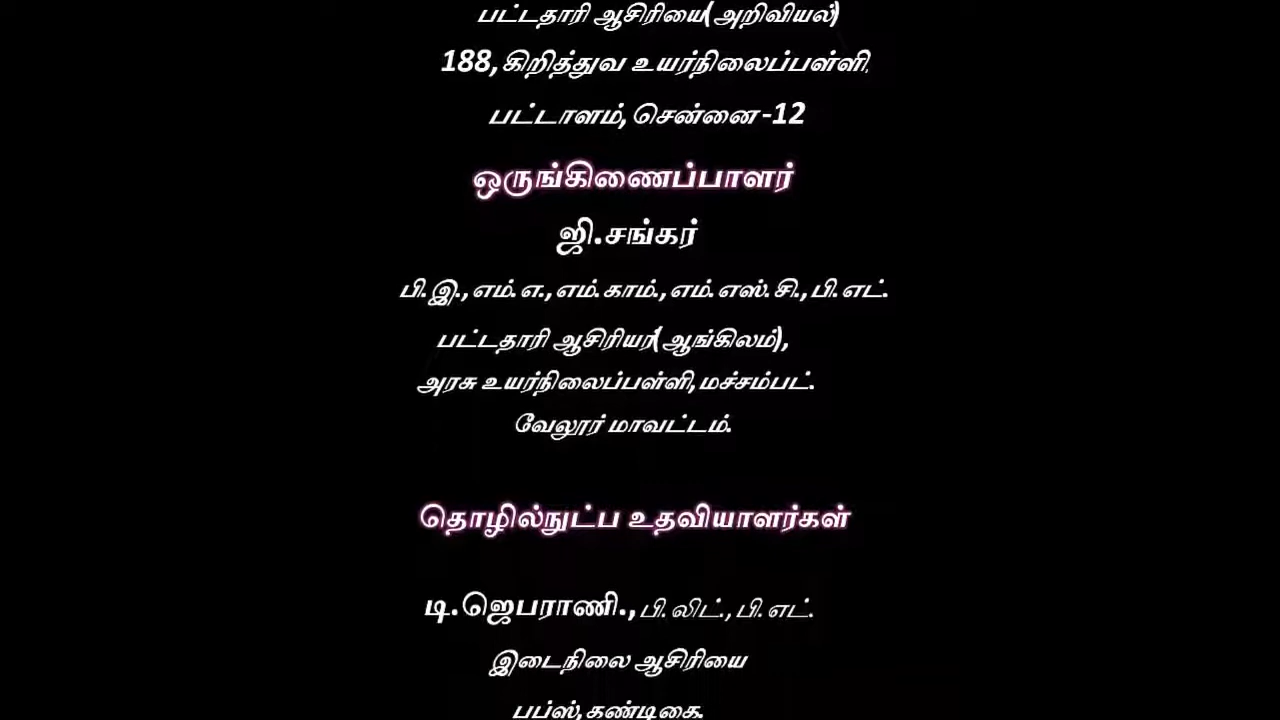 பட்டதாரி ஆசிரியை(அறிவியல்)
188, கிறித்துவ உயர்நிலைப்பள்ளி,
பட்டாளம், சென்னை -12
ஒருங்கிணைப்பாளர்
ஜி.சங்கர்
பி.இ., எம்.எ., எம்.காம்., எம்.எஸ்.சி., பி.எட்.
பட்டதாரி ஆசிரியர்(ஆங்கிலம்),
அரசு உயர்நிலைப்பள்ளி, மச்சம்பட்.
வேலூர் மாவட்டம்.
தொழில்நுட்ப உதவியாளர்கள்
டி.ஜெபராணி., பி.லிட்., பி.எட்.
இடைநிலை ஆசிரியை
பப்ஸ், கண்டிகை.